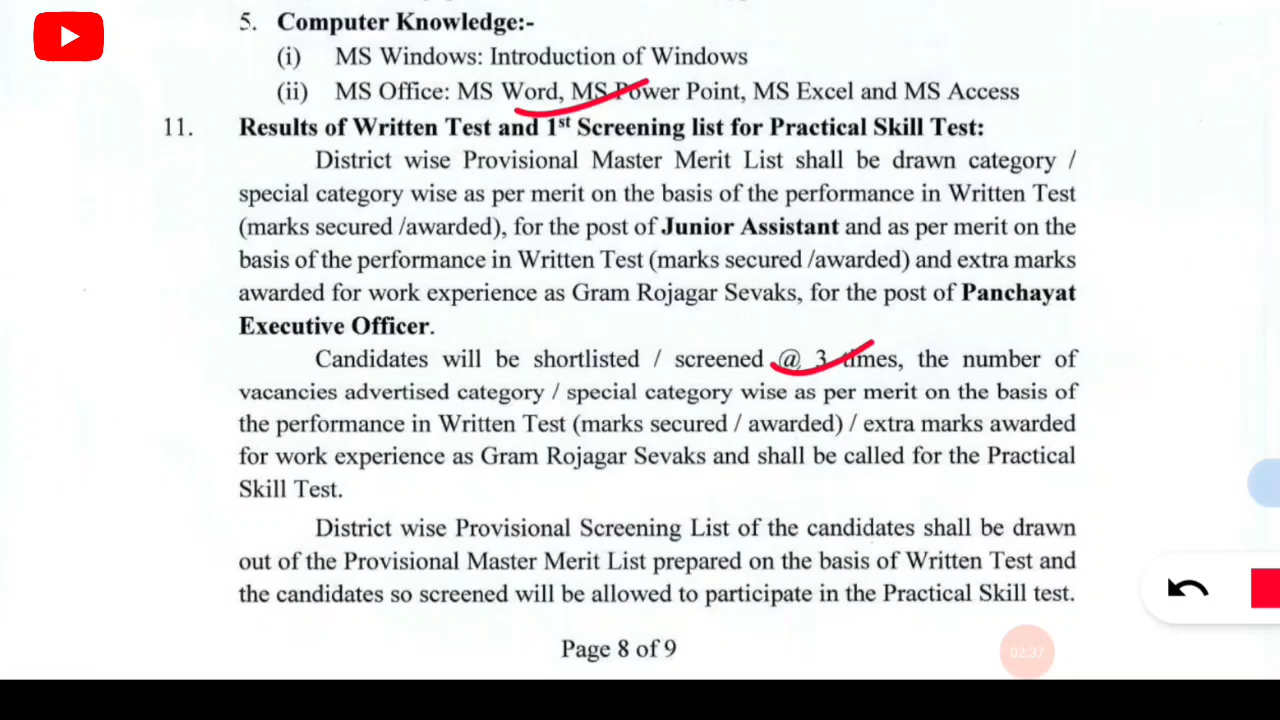 5. Computer Knowledge:-
(i) MS Windows: Introduction of Windows
(ii) MS Office: MS Word, MS Power Point, MS Excel and MS Access
11. Results of Written Test and 1st Screening list for Practical Skill Test:
District wise Provisional Master Merit List shall be drawn category /
special category wise as per merit on the basis of the performance in Written Test
(marks secured /awarded), for the post of Junior Assistant and as per merit on the
basis of the performance in Written Test (marks secured /awarded) and extra marks
awarded for work experience as Gram Rojagar Sevaks, for the post of Panchayat
Executive Officer.
Candidates will be shortlisted / screened @ 3 times, the number of
vacancies advertised category / special category wise as per merit on the basis of
the performance in Written Test (marks secured / awarded) / extra marks awarded
for work experience as Gram Rojagar Sevaks and shall be called for the Practical
Skill Test.
District wise Provisional Screening List of the candidates shall be drawn
out of the Provisional Master Merit List prepared on the basis of Written Test and
the candidates so screened will be allowed to participate in the Practical Skill test.
Page 8 of 9
02:37